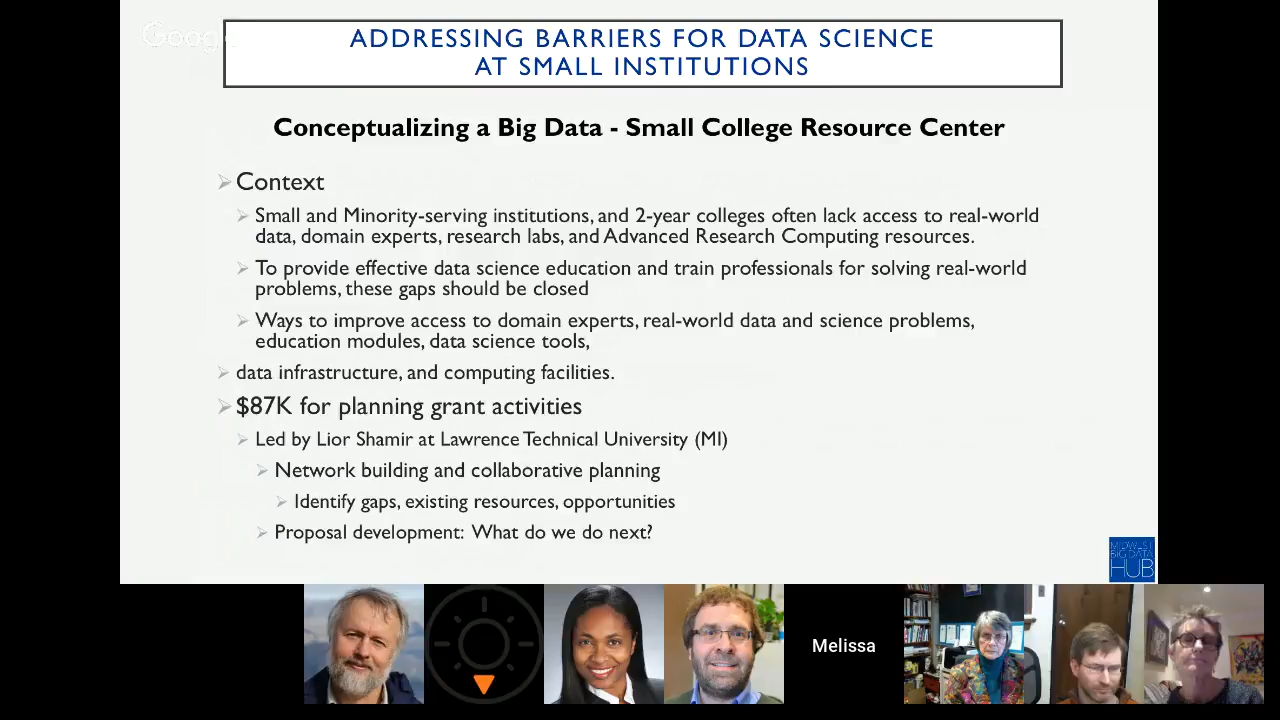 Google
ADDRESSING BARRIERS FOR DATA SCIENCE
AT SMALL INSTITUTIONS
Conceptualizing a Big Data - Small College Resource Center
Context
Small and Minority-serving institutions, and 2-year colleges often lack access to real-world
data, domain experts, research labs, and Advanced Research Computing resources.
To provide effective data science education and train professionals for solving real-world
problems, these gaps should be closed
Ways to improve access to domain experts, real-world data and science problems,
education modules, data science tools,
data infrastructure, and computing facilities.
$87K for planning grant activities
Led by Lior Shamir at Lawrence Technical University (MI)
Network building and collaborative planning
Identify gaps, existing resources, opportunities
Proposal development: What do we do next?
MIDWEST
BIG DATA
HUB
Melissa